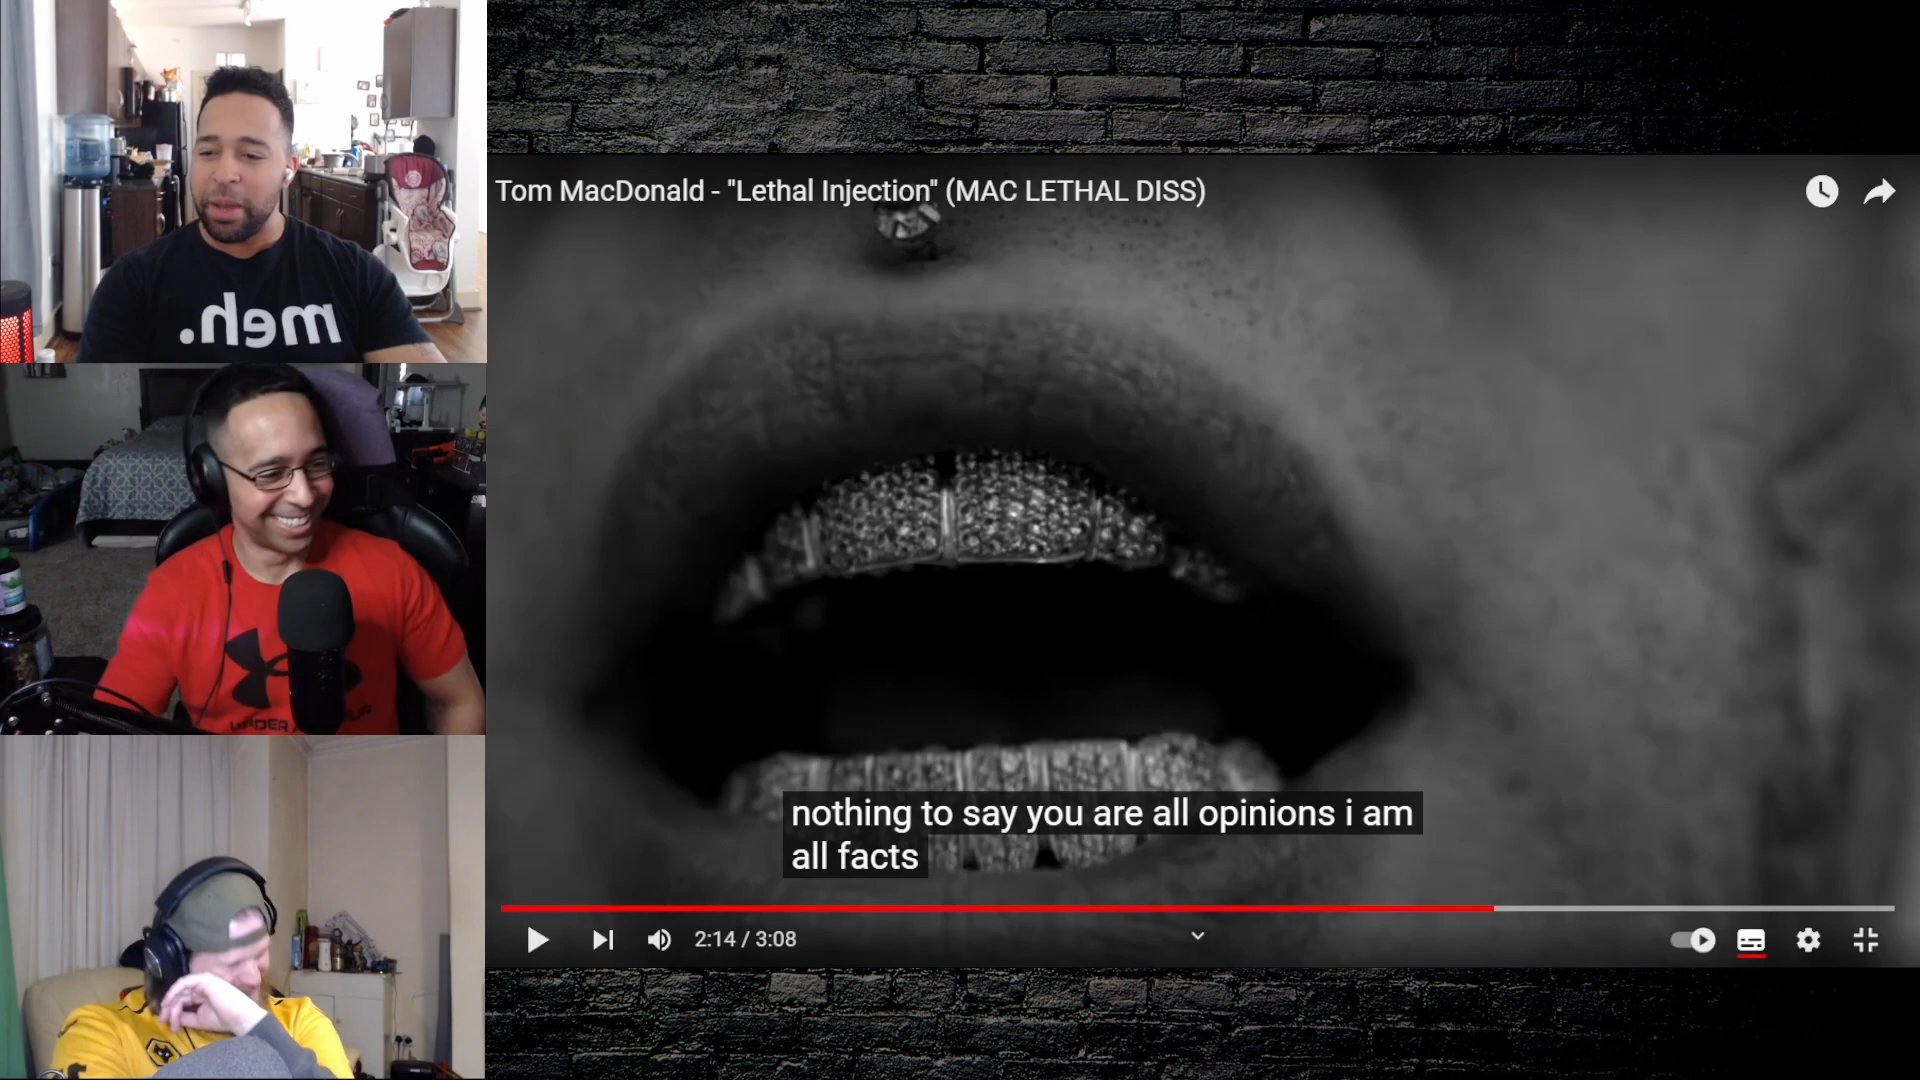 Tom MacDonald - "Lethal Injection" (MAC LETHAL DISS)
meh.
UNDER
nothing to say you are all opinions i am
all facts
2:14 / 3:08